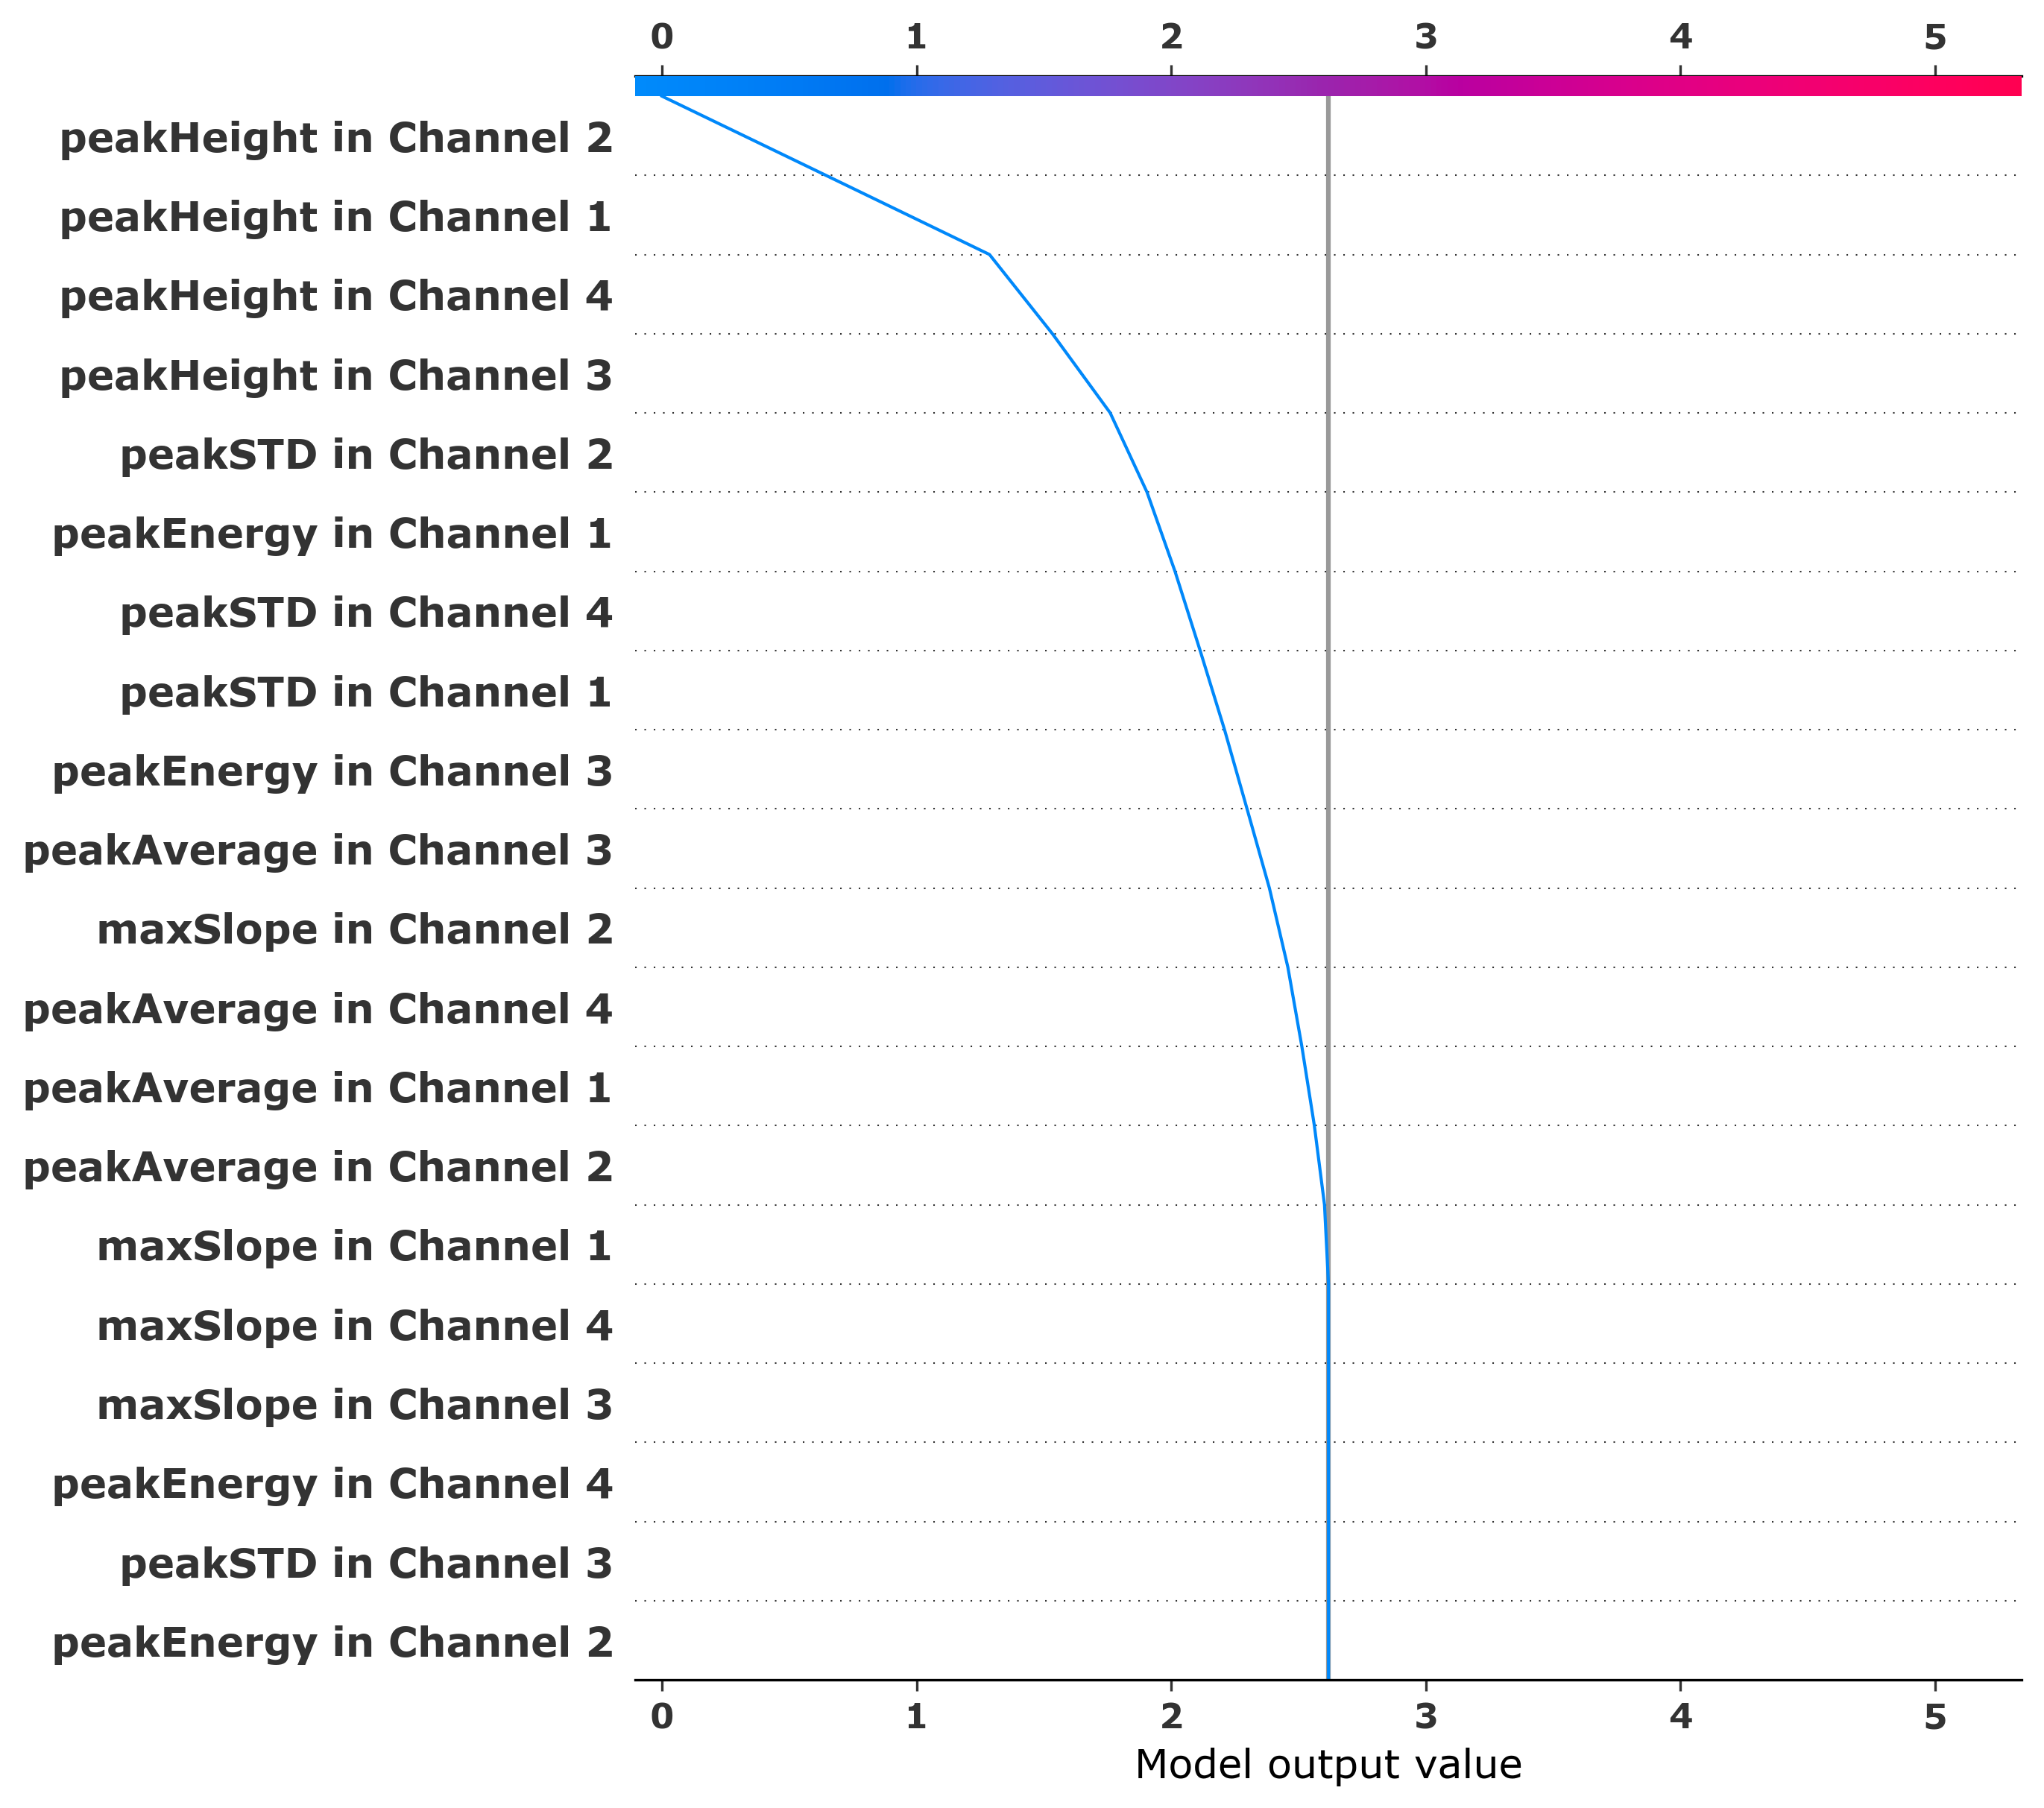 0 1 2 3 4 5
peakHeight in Channel 2
peakHeight in Channel 1
peakHeight in Channel 4
peakHeight in Channel 3
peakSTD in Channel 2
peakEnergy in Channel 1
peakSTD in Channel 4
peakSTD in Channel 1
peakEnergy in Channel 3
peakAverage in Channel 3
maxSlope in Channel 2
peakAverage in Channel 4
peakAverage in Channel 1
peakAverage in Channel 2
maxSlope in Channel 1
maxSlope in Channel 4
maxSlope in Channel 3
peakEnergy in Channel 4
peakSTD in Channel 3
peakEnergy in Channel 2
0 1 2 3 4 5
Model output value